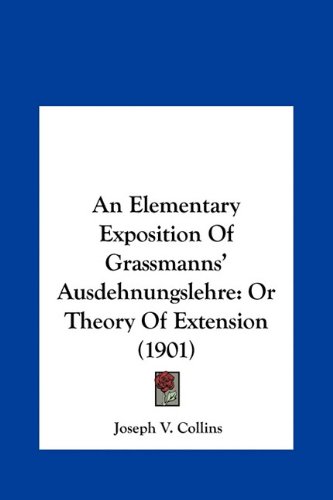 An Elementary
Exposition Of
Grassmanns'
Ausdehnungslehre: Or
Theory Of Extension
(1901)
Joseph V. Collins